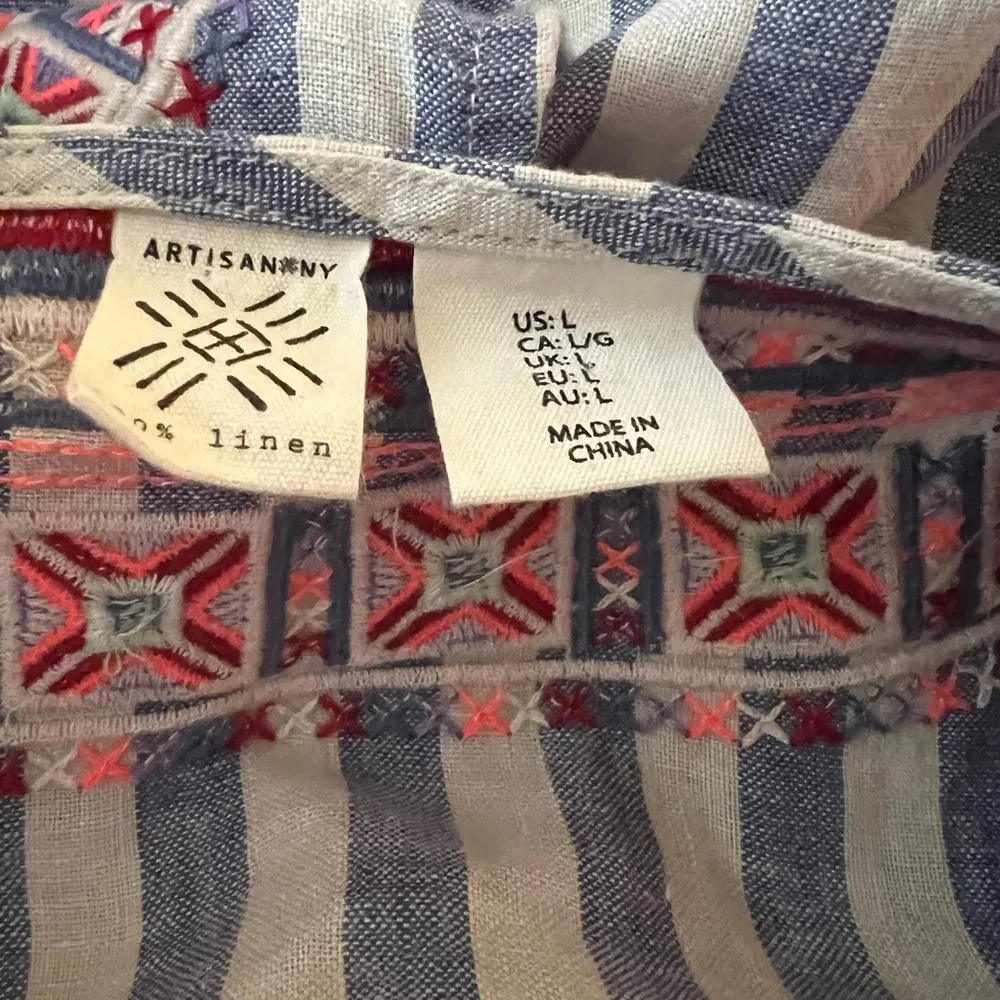 ARTISAN NY
% linen
US: L
CA: L/G
UK: L
EU: L
AU: L
MADE IN
CHINA